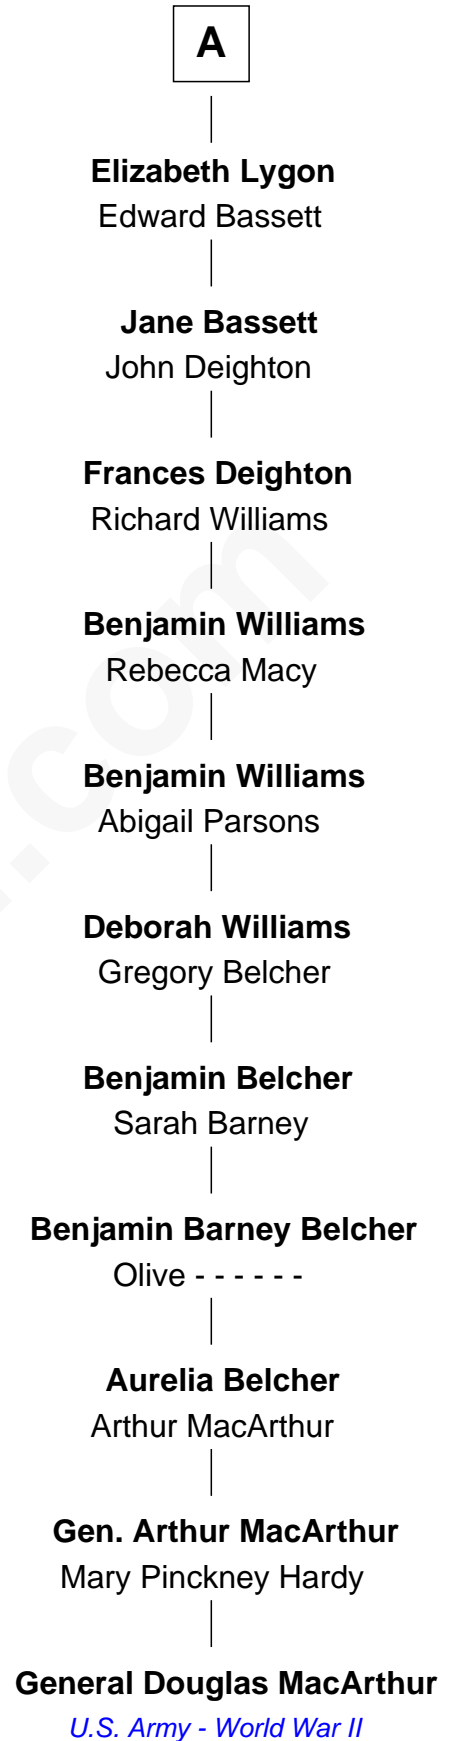 A
Elizabeth Lygon
Edward Bassett
Jane Bassett
John Deighton
Frances Deighton
Richard Williams
Benjamin Williams
Rebecca Macy
Benjamin Williams
Abigail Parsons
Deborah Williams
Gregory Belcher
Benjamin Belcher
Sarah Barney
Benjamin Barney Belcher
Olive - - - - - -
Aurelia Belcher
Arthur MacArthur
Gen. Arthur MacArthur
Mary Pinckney Hardy
General Douglas MacArthur
U.S. Army - World War II